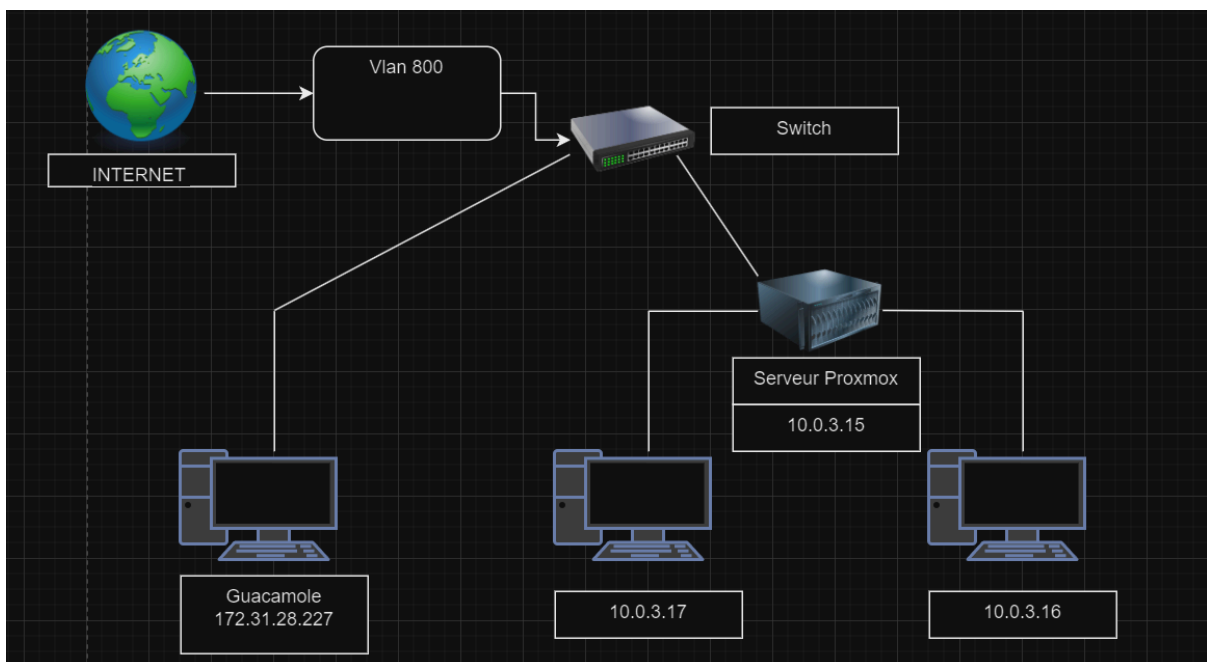 Vlan 800
INTERNET
Switch
Serveur Proxmox
10.0.3.15
Guacamole
172.31.28.227
10.0.3.17
10.0.3.16